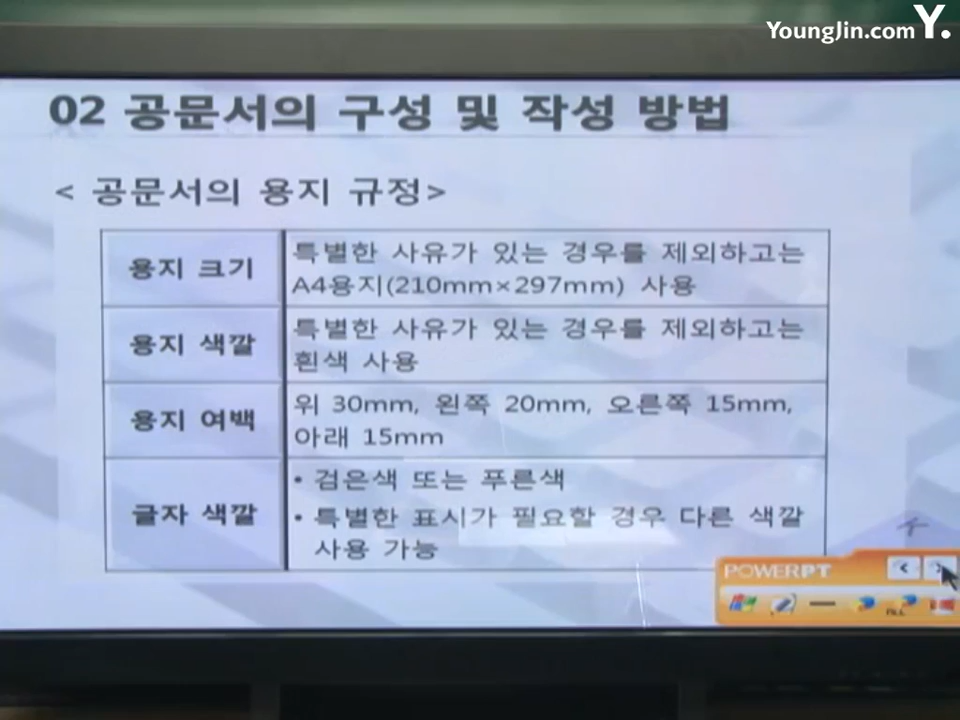 YoungJin.com Y.
02 공문서의 구성 및 작성 방법
< 공문서의 용지 규정>
용지 크기
특별한 사유가 있는 경우를 제외하고는
A4용지(210mm×297mm) 사용
용지 색깔
특별한 사유가 있는 경우를 제외하고는
흰색 사용
용지 여백
위 30mm, 왼쪽 20mm, 오른쪽 15mm,
아래 15mm
글자 색깔
• 검은색 또는 푸른색
• 특별한 표시가 필요할 경우 다른 색깔
사용 가능
POWERPT
ALL